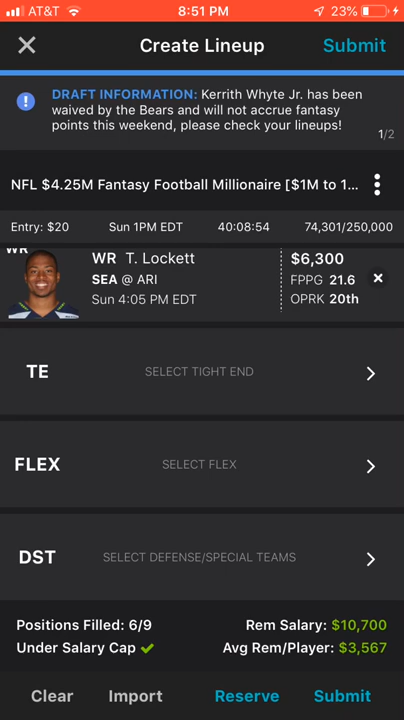 AT&T 8:51 PM 23%
Create Lineup Submit
DRAFT INFORMATION: Kerrith Whyte Jr. has been
waived by the Bears and will not accrue fantasy
points this weekend, please check your lineups!
1/2
NFL $4.25M Fantasy Football Millionaire [$1M to 1...
Entry: $20 Sun 1PM EDT 40:08:54 74,301/250,000
WR
WR T. Lockett $6,300
SEA @ ARI FPPG 21.6
Sun 4:05 PM EDT OPRK 20th
TE SELECT TIGHT END
FLEX SELECT FLEX
DST SELECT DEFENSE/SPECIAL TEAMS
Positions Filled: 6/9 Rem Salary: $10,700
Under Salary Cap Avg Rem/Player: $3,567
Clear Import Reserve Submit